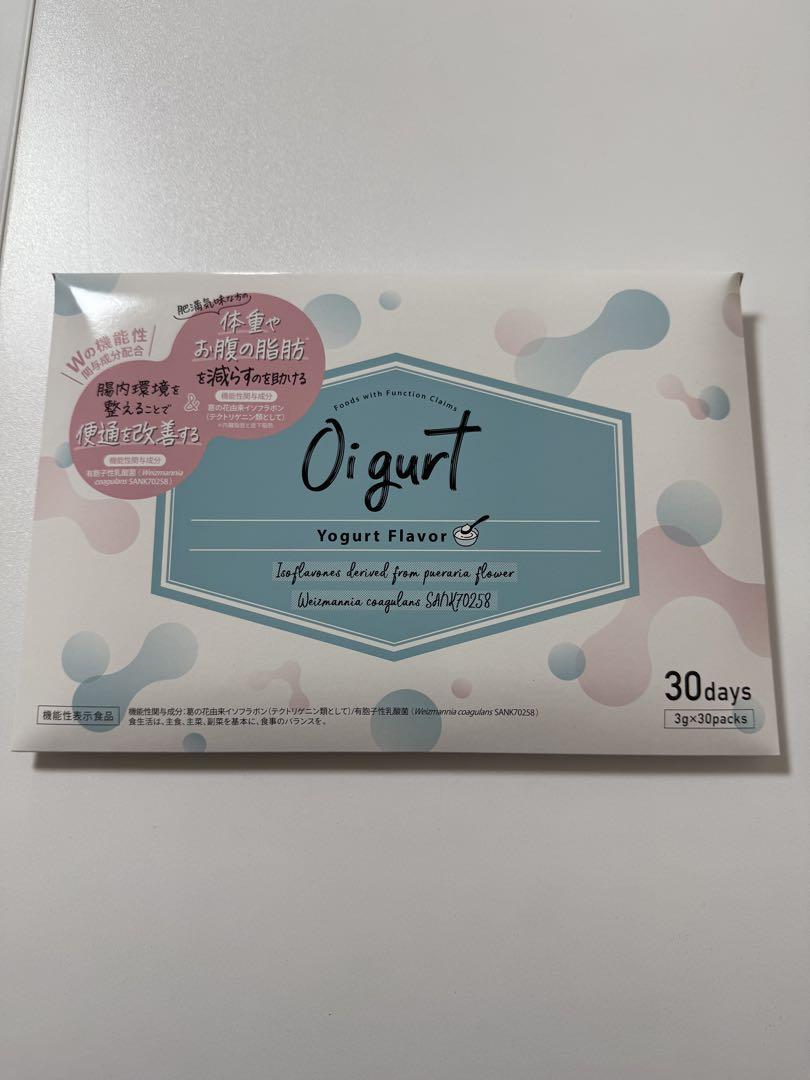 肥満気味な方の
体重や
お腹の脂肪※
を減らすのを助ける
機能性関与成分
葛の花由来イソフラボン
(テクトリゲニン類として)
※内臓脂肪と皮下脂肪
Wの機能性
関与成分配合
&
腸内環境を
整えることで
便通を改善する
機能性関与成分
有胞子性乳酸菌(Weizmannia
coagulans SANK70258)
Foods with Function Claims
Oigurt
Yogurt Flavor
Isoflavones derived from pueraria flower
Weizmannia coagulans SANK70258
30days
3g×30packs
機能性表示食品
機能性関与成分:葛の花由来イソフラボン(テクトリゲニン類として)/有胞子性乳酸菌(Weizmannia coagulans SANK70258)
食生活は、主食、主菜、副菜を基本に、食事のバランスを。